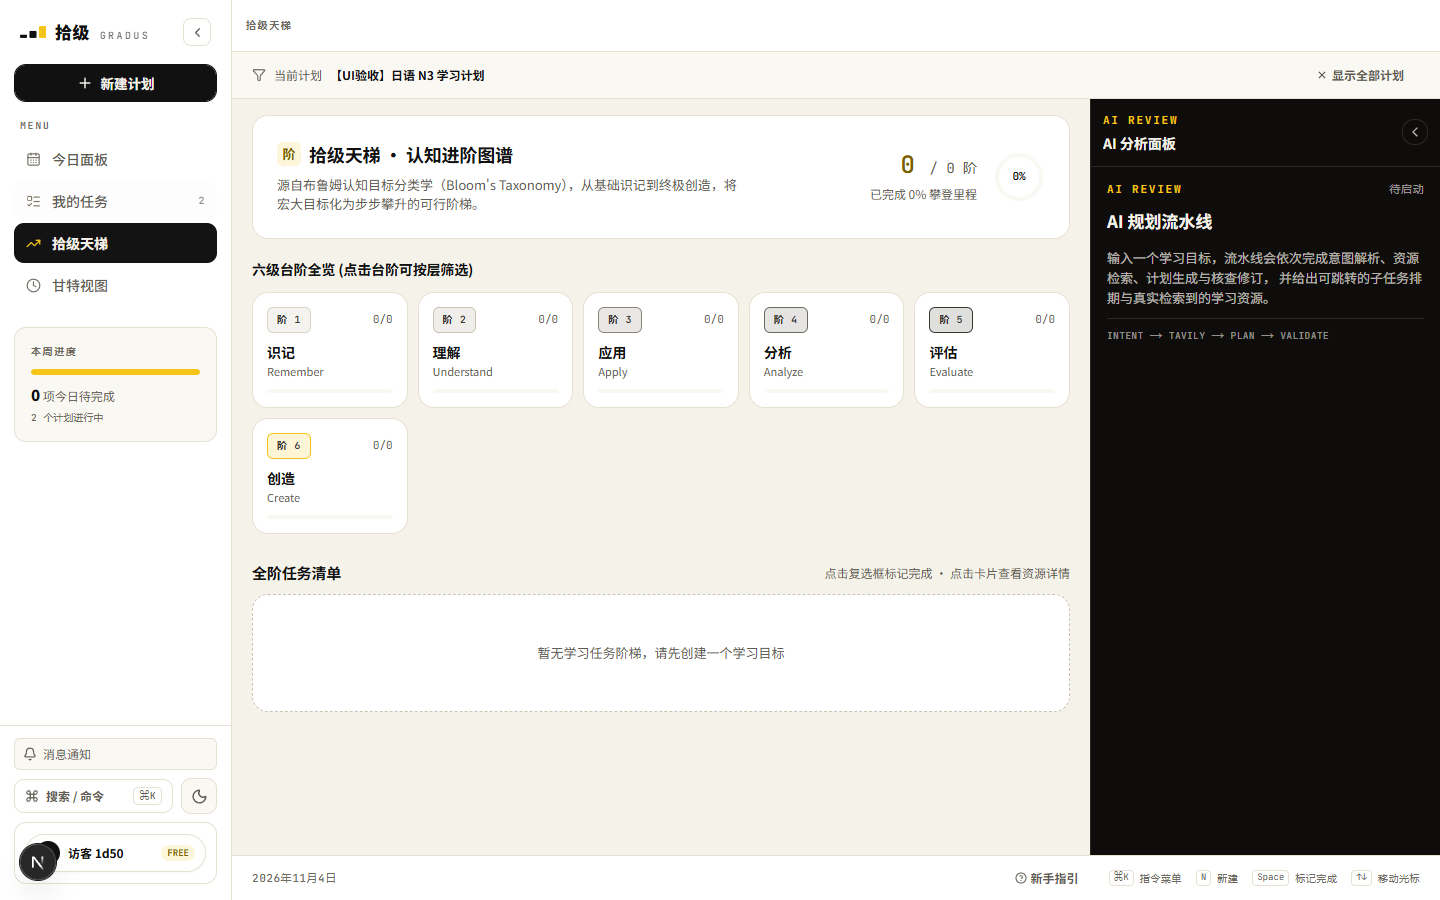 拾级 GRADUS
新建计划
MENU
今日面板
我的任务 2
拾级天梯
甘特视图
本周进度
0 项今日待完成
2 个计划进行中
消息通知
⌘ 搜索 / 命令 ⌘K
访客 1d50 FREE
N
拾级天梯
当前计划 【UI验收】日语 N3 学习计划
× 显示全部计划
阶 拾级天梯 • 认知进阶图谱
源自布鲁姆认知目标分类学（Bloom's Taxonomy），从基础识记到终极创造，将
宏大目标化为步步攀升的可行阶梯。
0 / 0 阶
已完成 0% 攀登里程
0%
六级台阶全览 (点击台阶可按层筛选)
阶 1 0/0
识记
Remember
阶 2 0/0
理解
Understand
阶 3 0/0
应用
Apply
阶 4 0/0
分析
Analyze
阶 5 0/0
评估
Evaluate
阶 6 0/0
创造
Create
全阶任务清单
点击复选框标记完成 • 点击卡片查看资源详情
暂无学习任务阶梯，请先创建一个学习目标
AI REVIEW
AI 分析面板
AI REVIEW 待启动
AI 规划流水线
输入一个学习目标，流水线会依次完成意图解析、资源
检索、计划生成与核查修订， 并给出可跳转的子任务排
期与真实检索到的学习资源。
INTENT → TAVILY → PLAN → VALIDATE
2026年11月4日
新手指引
⌘K 指令菜单 N 新建 Space 标记完成 ↑↓ 移动光标